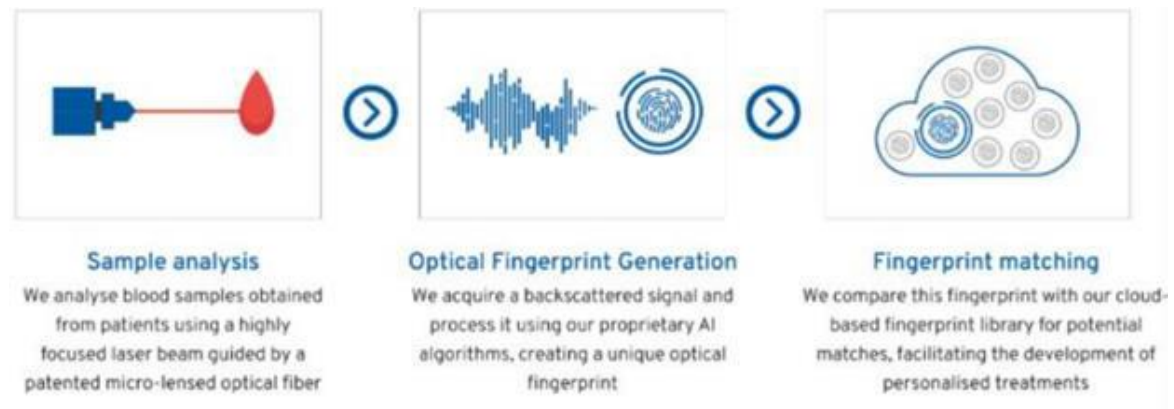 Sample analysis
We analyse blood samples obtained
from patients using a highly
focused laser beam guided by a
patented micro-lensed optical fiber
Optical Fingerprint Generation
We acquire a backscattered signal and
process it using our proprietary AI
algorithms, creating a unique optical
fingerprint
Fingerprint matching
We compare this fingerprint with our cloud-
based fingerprint library for potential
matches, facilitating the development of
personalised treatments